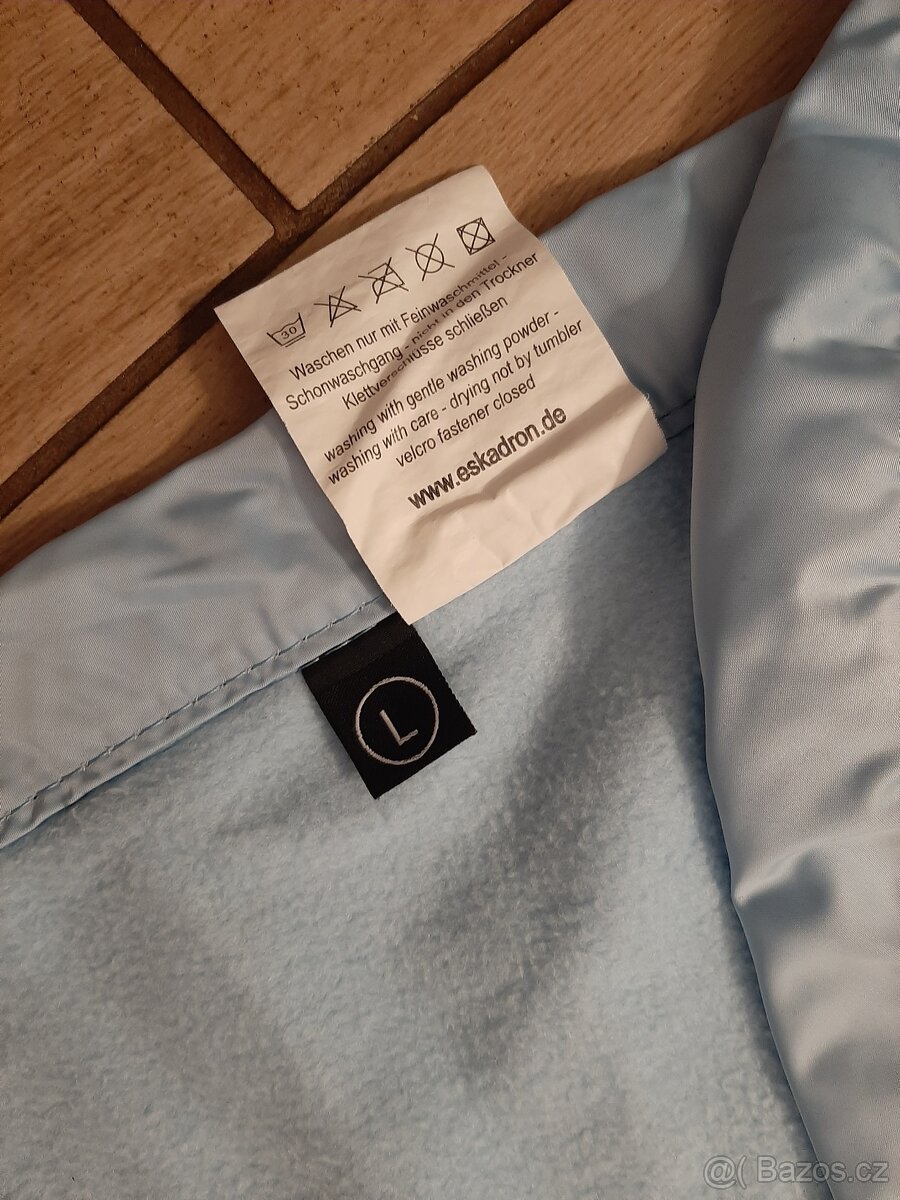 30
Waschen nur mit Feinwaschmittel -
Schonwaschgang - nicht in den Trockner
Klettverschlüsse schließen
washing with gentle washing powder -
washing with care - drying not by tumbler
velcro fastener closed
www.eskadron.de
L
@( Bazos.cz